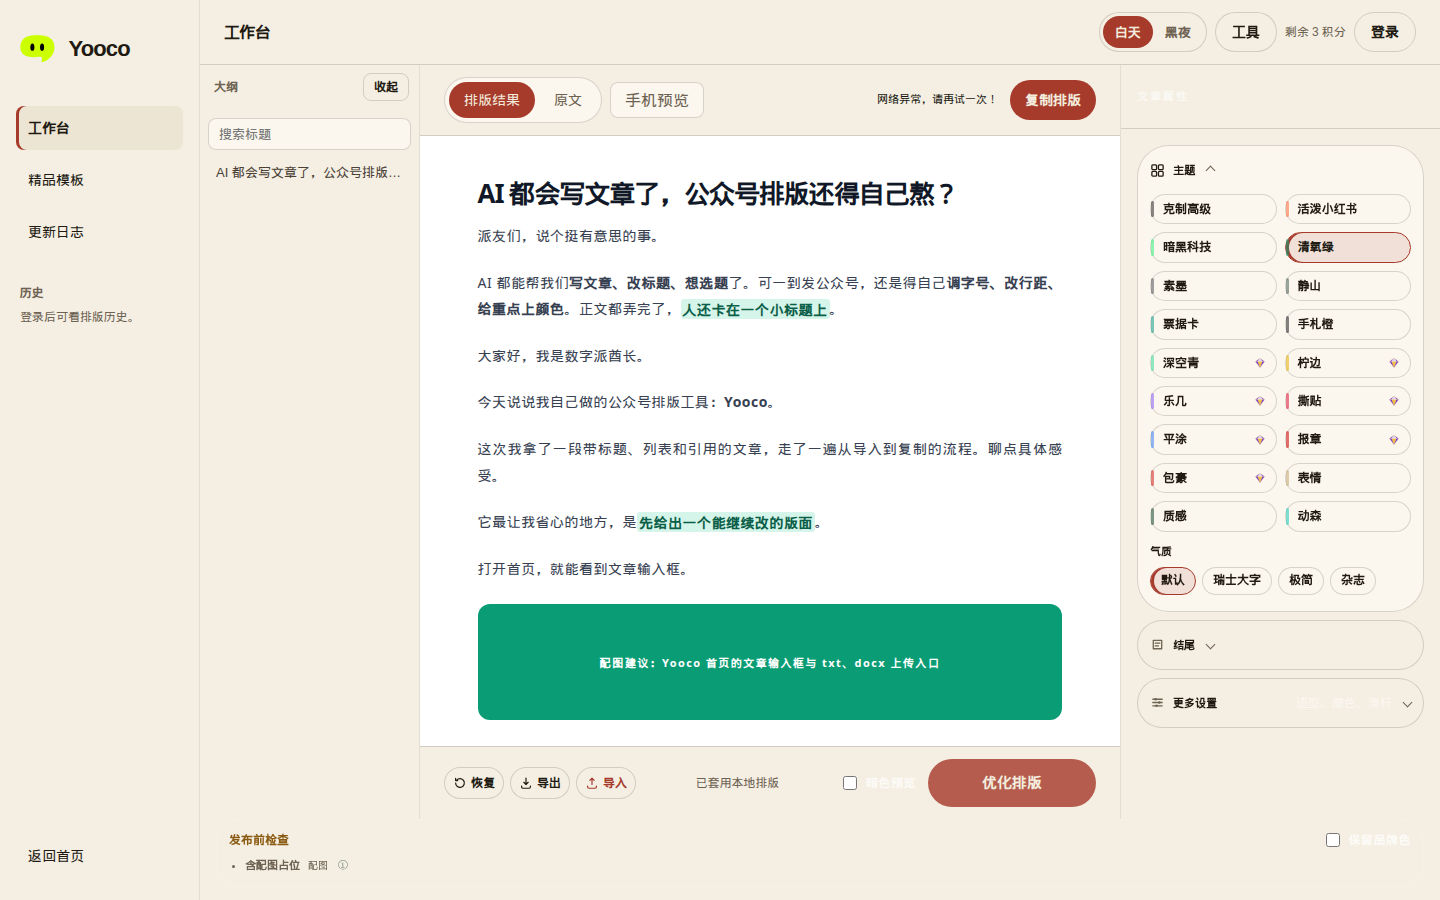 Yooco
工作台
精品模板
更新日志
历史
登录后可看排版历史。
返回首页
工作台
白天
黑夜
工具
剩余 3 积分
登录
大纲
收起
搜索标题
AI 都会写文章了，公众号排版…
排版结果
原文
手机预览
网络异常，请再试一次！
复制排版
AI 都会写文章了，公众号排版还得自己熬？
派友们，说个挺有意思的事。
AI 都能帮我们写文章、改标题、想选题了。可一到发公众号，还是得自己调字号、改行距、
给重点上颜色。正文都弄完了，人还卡在一个小标题上。
大家好，我是数字派酋长。
今天说说我自己做的公众号排版工具：Yooco。
这次我拿了一段带标题、列表和引用的文章，走了一遍从导入到复制的流程。聊点具体感
受。
它最让我省心的地方，是先给出一个能继续改的版面。
打开首页，就能看到文章输入框。
配图建议：Yooco 首页的文章输入框与 txt、docx 上传入口
恢复
导出
导入
已套用本地排版
暗色预览
优化排版
发布前检查
含配图占位 配图
保留品牌色
文章属性
主题
克制高级
活泼小红书
暗黑科技
清氧绿
素墨
静山
票据卡
手札橙
深空青
柠边
乐几
撕贴
平涂
报章
包豪
表情
质感
动森
气质
默认
瑞士大字
极简
杂志
结尾
更多设置